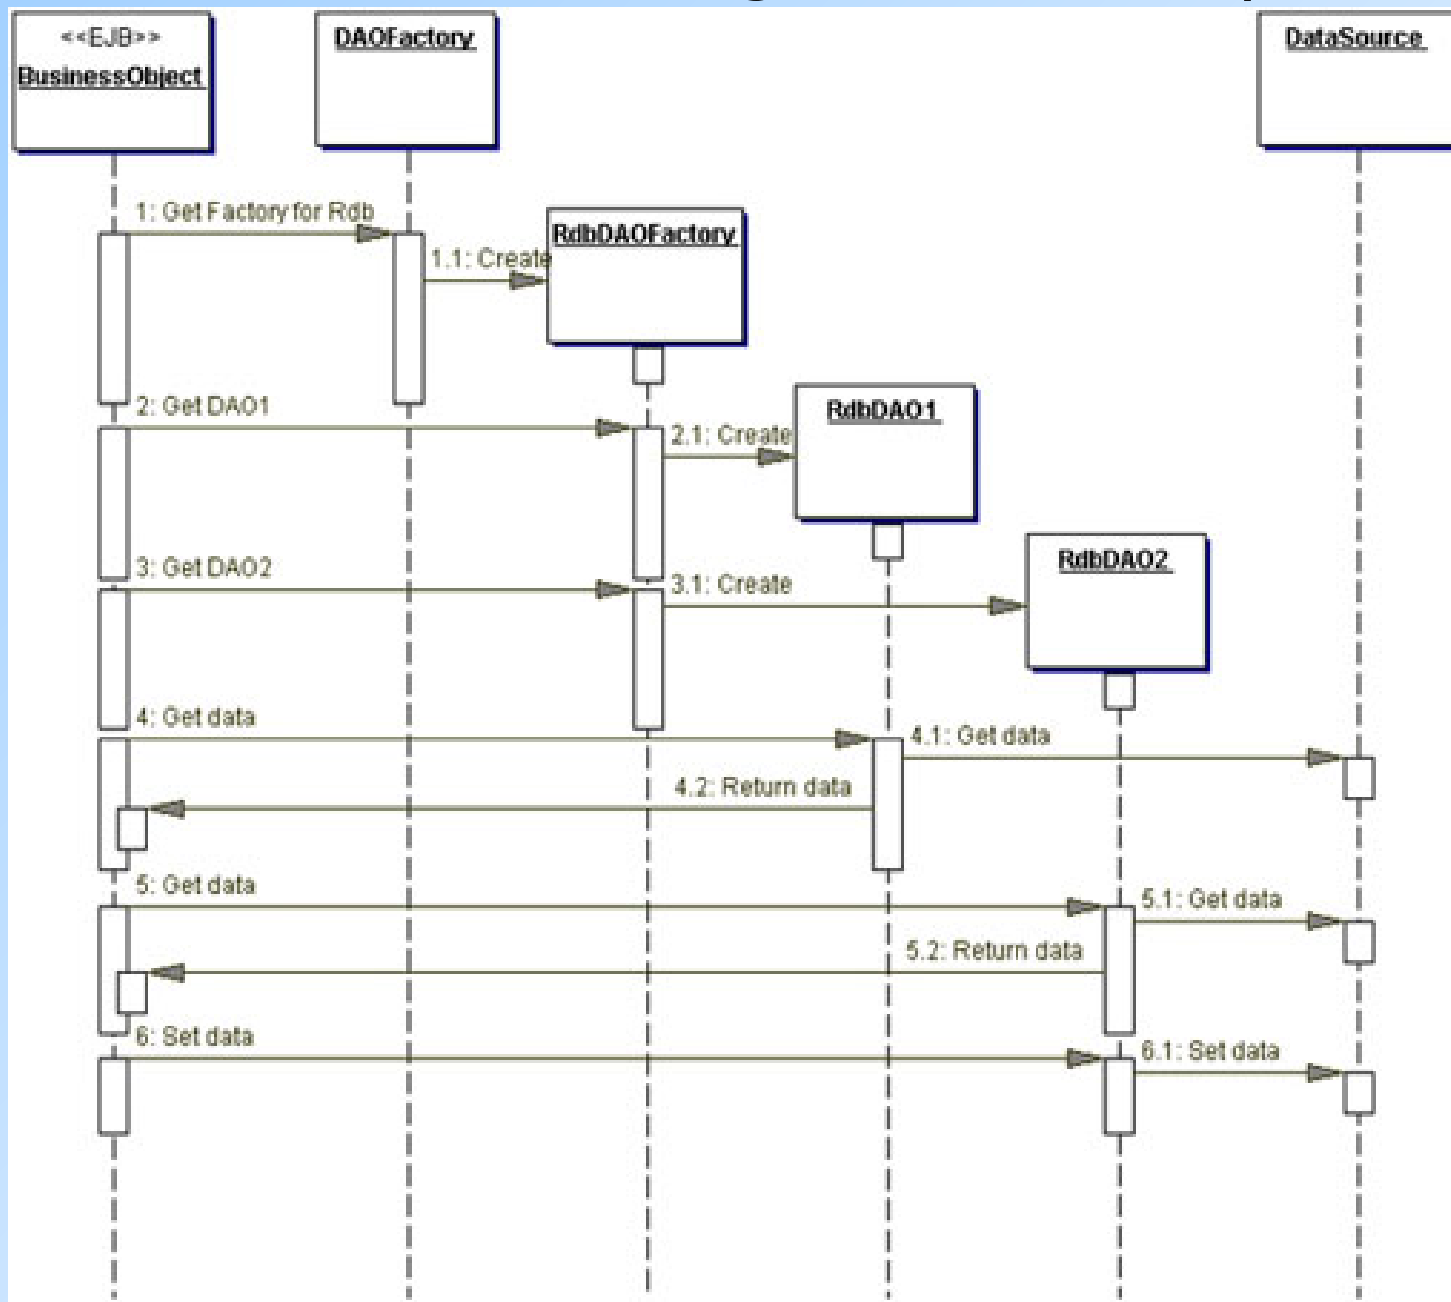 <<EJB>>
BusinessObject
DAOFactory
DataSource
1: Get Factory for Rdb
RdbDAOFactory
1.1: Create
2: Get DAO1
RdbDAO1
2.1: Create
3: Get DAO2
RdbDAO2
3.1: Create
4: Get data
4.1: Get data
4.2: Return data
5: Get data
5.1: Get data
5.2: Return data
6: Set data
6.1: Set data